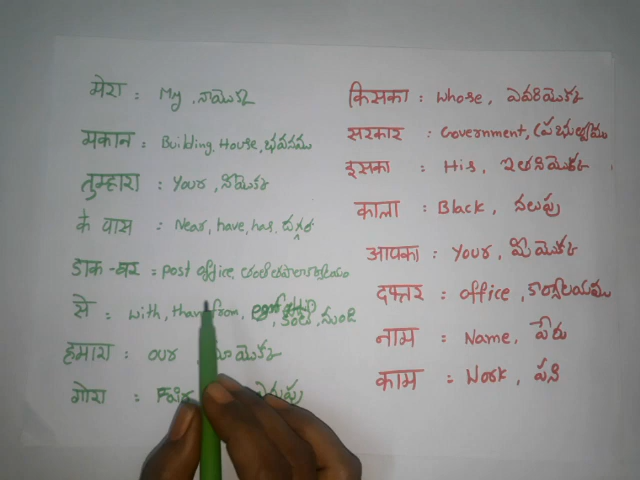 मेरा : My, నాయొక్క
मकान : Building, House, భవనము
तुम्हारा : Your, నీయొక్క
के पास : Near, have, has, దగ్గర
डाक-घर : Post office,
से : with, than, from, కంటే, నుండి
हमारा : our మాయొక్క
गोरा :
किसका : Whose, ఎవరియొక్క
सरकार : Government, ప్రభుత్వము
इसका : His, ఇతనియొక్క
काला : Black, నలుపు
आपका : Your, మీయొక్క
दफ्तर : office, కార్యాలయము
नाम : Name, పేరు
काम : Work, పని